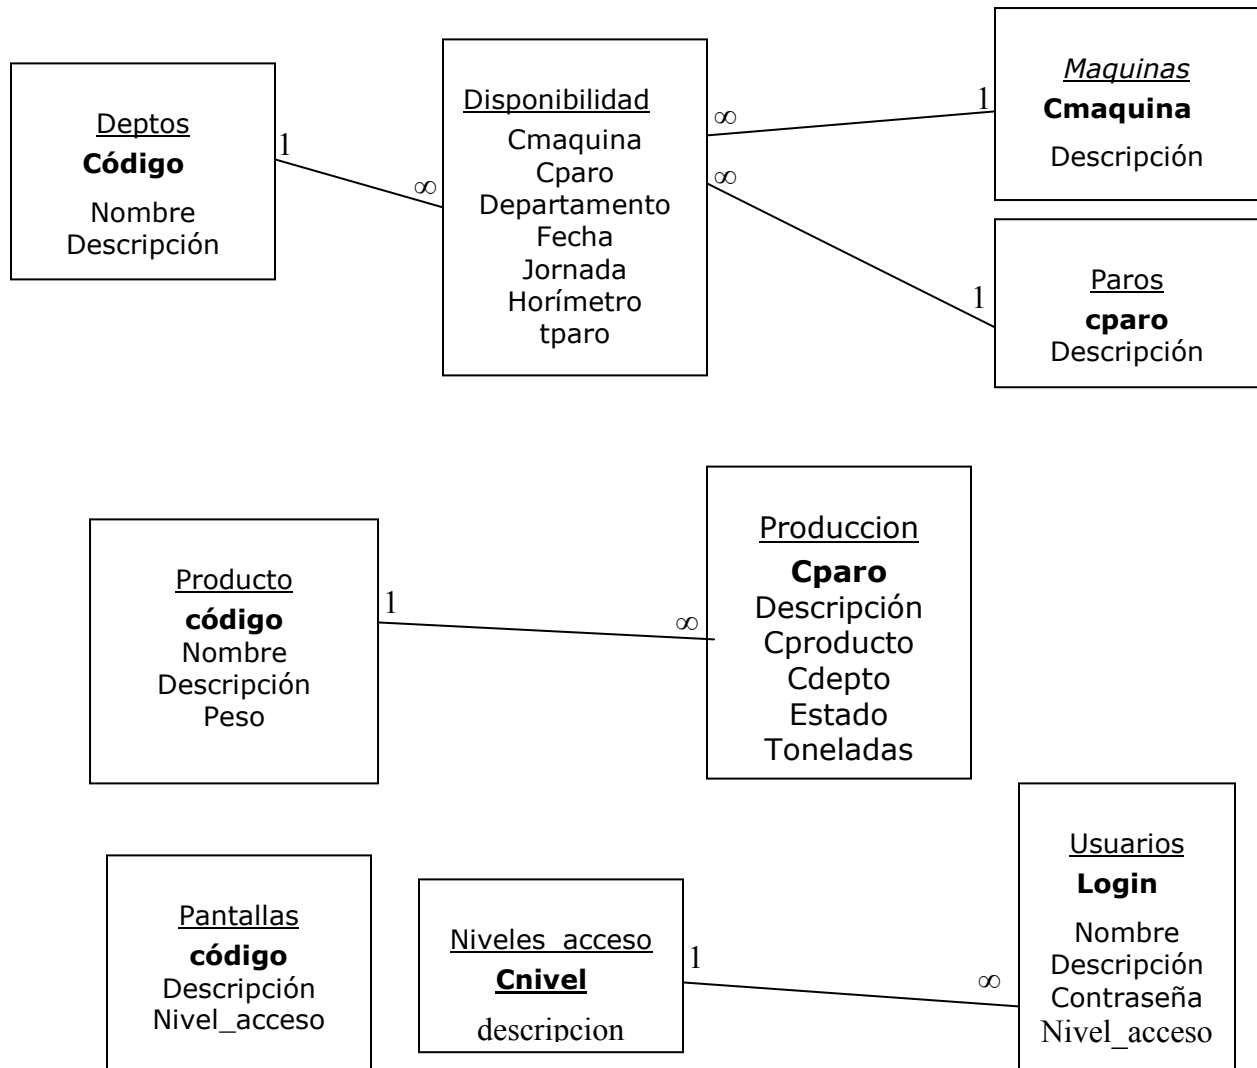 Deptos
Código
Nombre
Descripción
1
∞
Disponibilidad
Cmaquina
Cparo
Departamento
Fecha
Jornada
Horímetro
tparo
∞
1
∞
1
Maquinas
Cmaquina
Descripción
Paros
cparo
Descripción
Producto
código
Nombre
Descripción
Peso
1
∞
Produccion
Cparo
Descripción
Cproducto
Cdepto
Estado
Toneladas
Pantallas
código
Descripción
Nivel_acceso
Niveles acceso
Cnivel
descripcion
1
∞
Usuarios
Login
Nombre
Descripción
Contraseña
Nivel_acceso